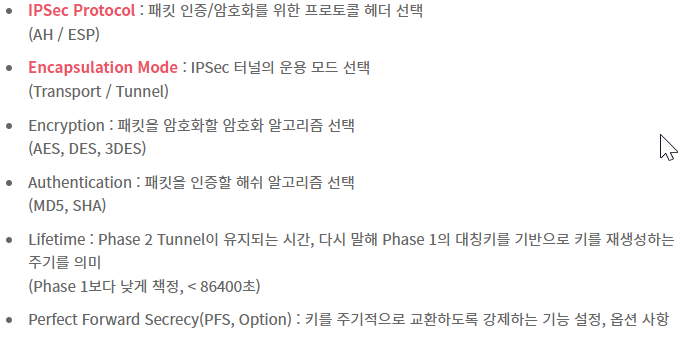 IPSec Protocol : 패킷 인증/암호화를 위한 프로토콜 헤더 선택
(AH / ESP)
Encapsulation Mode : IPSec 터널의 운용 모드 선택
(Transport / Tunnel)
Encryption : 패킷을 암호화할 암호화 알고리즘 선택
(AES, DES, 3DES)
Authentication : 패킷을 인증할 해쉬 알고리즘 선택
(MD5, SHA)
Lifetime : Phase 2 Tunnel이 유지되는 시간, 다시 말해 Phase 1의 대칭키를 기반으로 키를 재생성하는
주기를 의미
(Phase 1보다 낮게 책정, < 86400초)
Perfect Forward Secrecy(PFS, Option) : 키를 주기적으로 교환하도록 강제하는 기능 설정, 옵션 사항